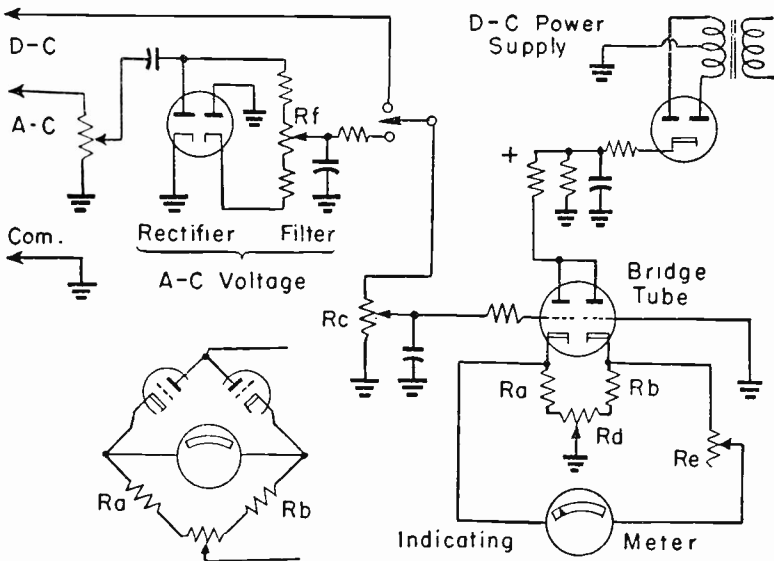 D-C
A-C
Com.
Rf
Rectifier Filter
A-C Voltage
D-C Power
Supply
+
Bridge
Tube
Rc
Ra
Rb
Rd
Re
Indicating Meter
Ra
Rb